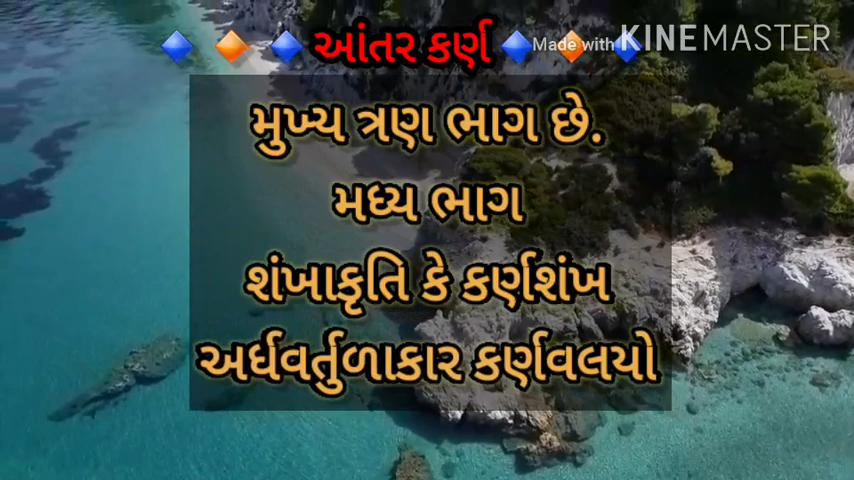 🔷 🔶 🔷 આંતર કર્ણ 🔷 🔶 🔷
Made with KINEMASTER
મુખ્ય ત્રણ ભાગ છે.
મધ્ય ભાગ
શંખાકૃતિ કે કર્ણશંખ
અર્ધવર્તુળાકાર કર્ણવલયો